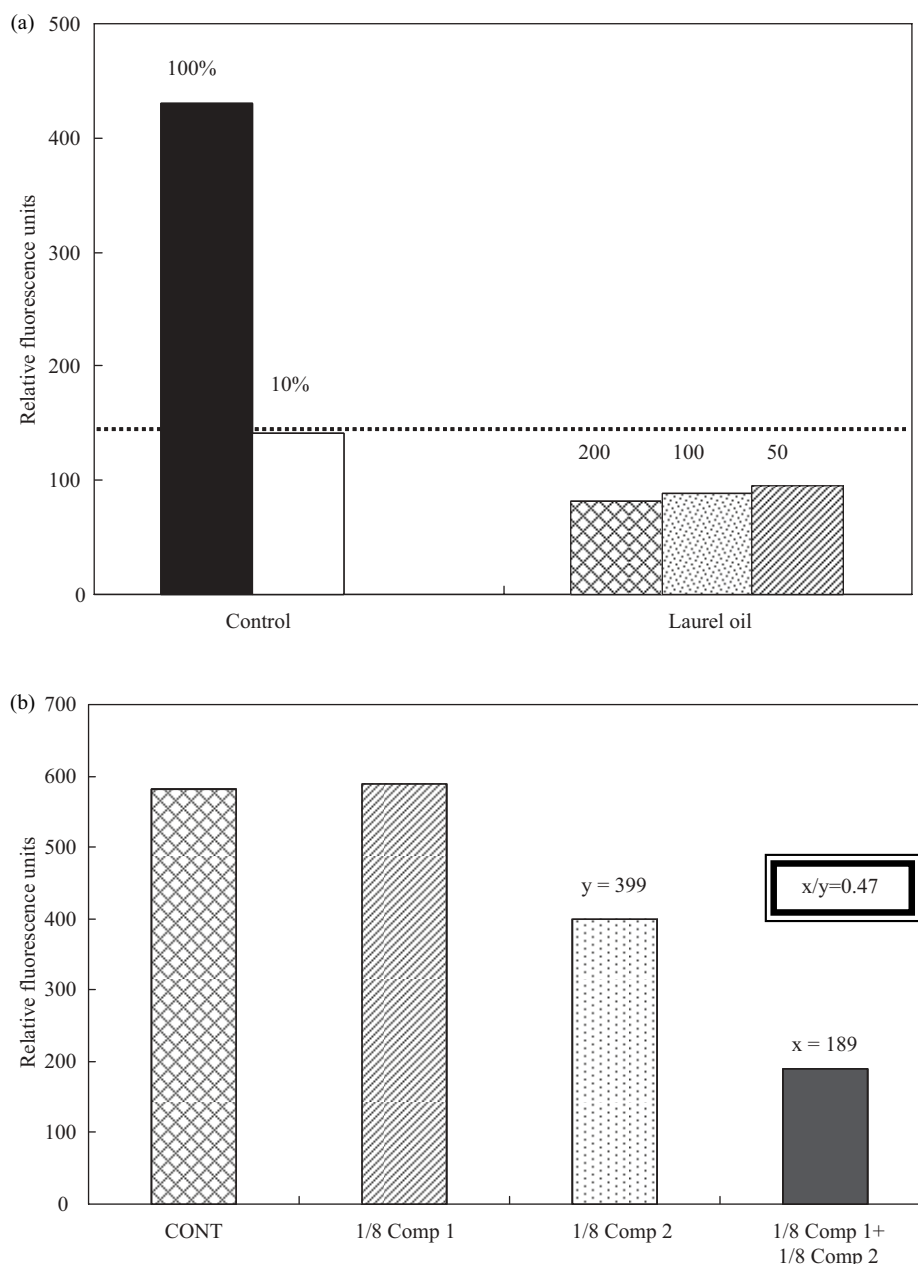 (a)
500
400
300
200
100
0
Relative fluorescence units
100%
10%
200
100
50
Control
Laurel oil
(b)
700
600
500
400
300
200
100
0
Relative fluorescence units
y = 399
x/y=0.47
x = 189
CONT
1/8 Comp 1
1/8 Comp 2
1/8 Comp 1+
1/8 Comp 2